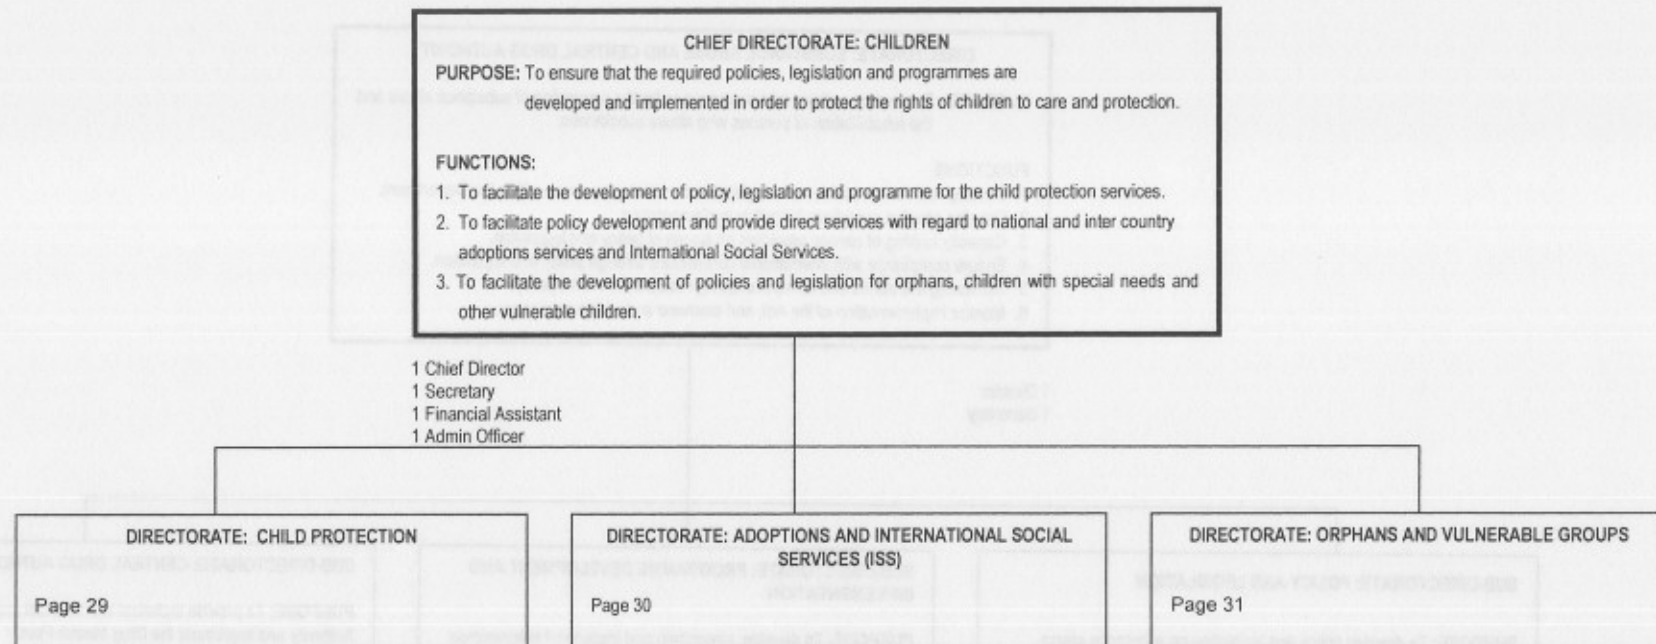 CHIEF DIRECTORATE: CHILDREN
PURPOSE: To ensure that the required policies, legislation and programmes are
developed and implemented in order to protect the rights of children to care and protection.
FUNCTIONS:
1. To facilitate the development of policy, legislation and programme for the child protection services.
2. To facilitate policy development and provide direct services with regard to national and inter country
adoptions services and International Social Services.
3. To facilitate the development of policies and legislation for orphans, children with special needs and
other vulnerable children.
1 Chief Director
1 Secretary
1 Financial Assistant
1 Admin Officer
DIRECTORATE: CHILD PROTECTION
Page 29
DIRECTORATE: ADOPTIONS AND INTERNATIONAL SOCIAL
SERVICES (ISS)
Page 30
DIRECTORATE: ORPHANS AND VULNERABLE GROUPS
Page 31